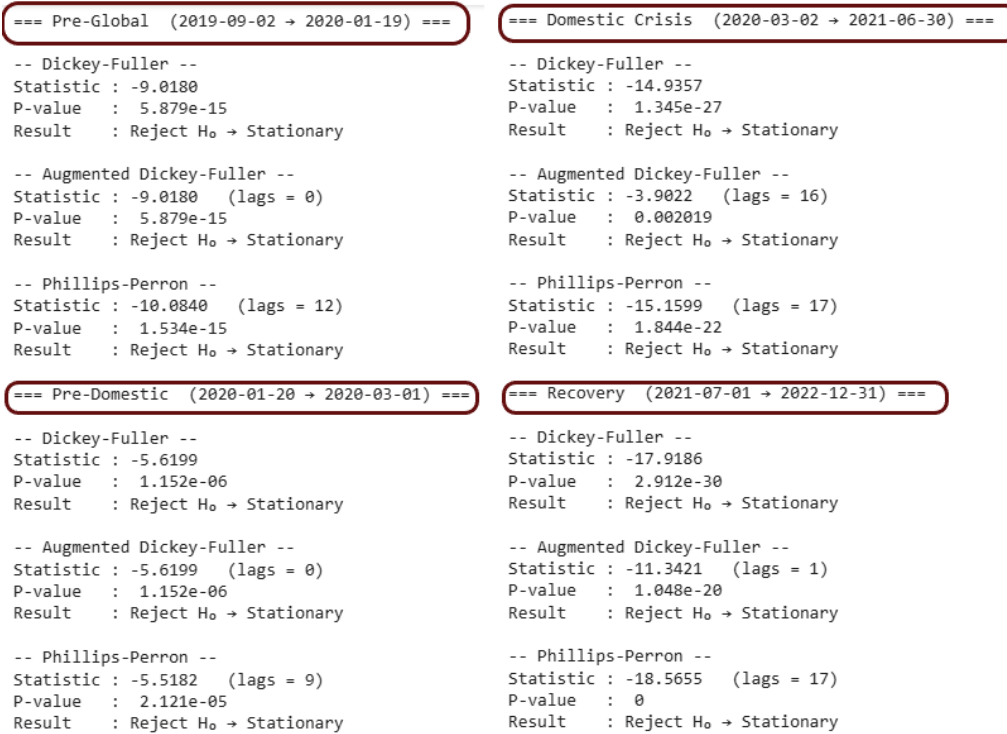 === Pre-Global (2019-09-02 → 2020-01-19) ===
-- Dickey-Fuller --
Statistic : -9.0180
P-value : 5.879e-15
Result : Reject H₀ → Stationary
-- Augmented Dickey-Fuller --
Statistic : -9.0180 (lags = 0)
P-value : 5.879e-15
Result : Reject H₀ → Stationary
-- Phillips-Perron --
Statistic : -10.0840 (lags = 12)
P-value : 1.534e-15
Result : Reject H₀ → Stationary
=== Pre-Domestic (2020-01-20 → 2020-03-01) ===
-- Dickey-Fuller --
Statistic : -5.6199
P-value : 1.152e-06
Result : Reject H₀ → Stationary
-- Augmented Dickey-Fuller --
Statistic : -5.6199 (lags = 0)
P-value : 1.152e-06
Result : Reject H₀ → Stationary
-- Phillips-Perron --
Statistic : -5.5182 (lags = 9)
P-value : 2.121e-05
Result : Reject H₀ → Stationary
=== Domestic Crisis (2020-03-02 → 2021-06-30) ===
-- Dickey-Fuller --
Statistic : -14.9357
P-value : 1.345e-27
Result : Reject H₀ → Stationary
-- Augmented Dickey-Fuller --
Statistic : -3.9022 (lags = 16)
P-value : 0.002019
Result : Reject H₀ → Stationary
-- Phillips-Perron --
Statistic : -15.1599 (lags = 17)
P-value : 1.844e-22
Result : Reject H₀ → Stationary
=== Recovery (2021-07-01 → 2022-12-31) ===
-- Dickey-Fuller --
Statistic : -17.9186
P-value : 2.912e-30
Result : Reject H₀ → Stationary
-- Augmented Dickey-Fuller --
Statistic : -11.3421 (lags = 1)
P-value : 1.048e-20
Result : Reject H₀ → Stationary
-- Phillips-Perron --
Statistic : -18.5655 (lags = 17)
P-value : 0
Result : Reject H₀ → Stationary